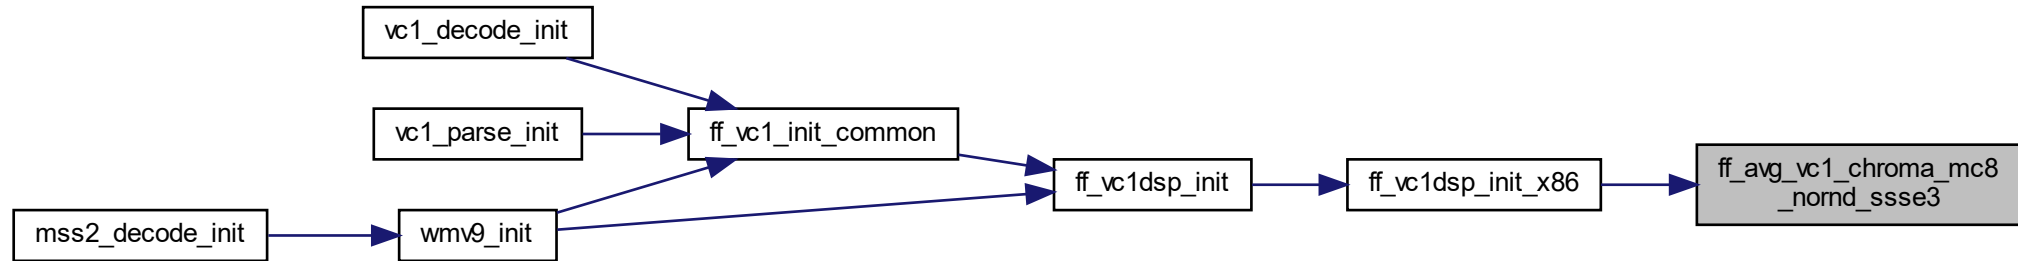 vc1_decode_init
vc1_parse_init
ff_vc1_init_common
ff_avg_vc1_chroma_mc8
_nornd_ssse3
ff_vc1dsp_init
ff_vc1dsp_init_x86
mss2_decode_init
wmv9_init